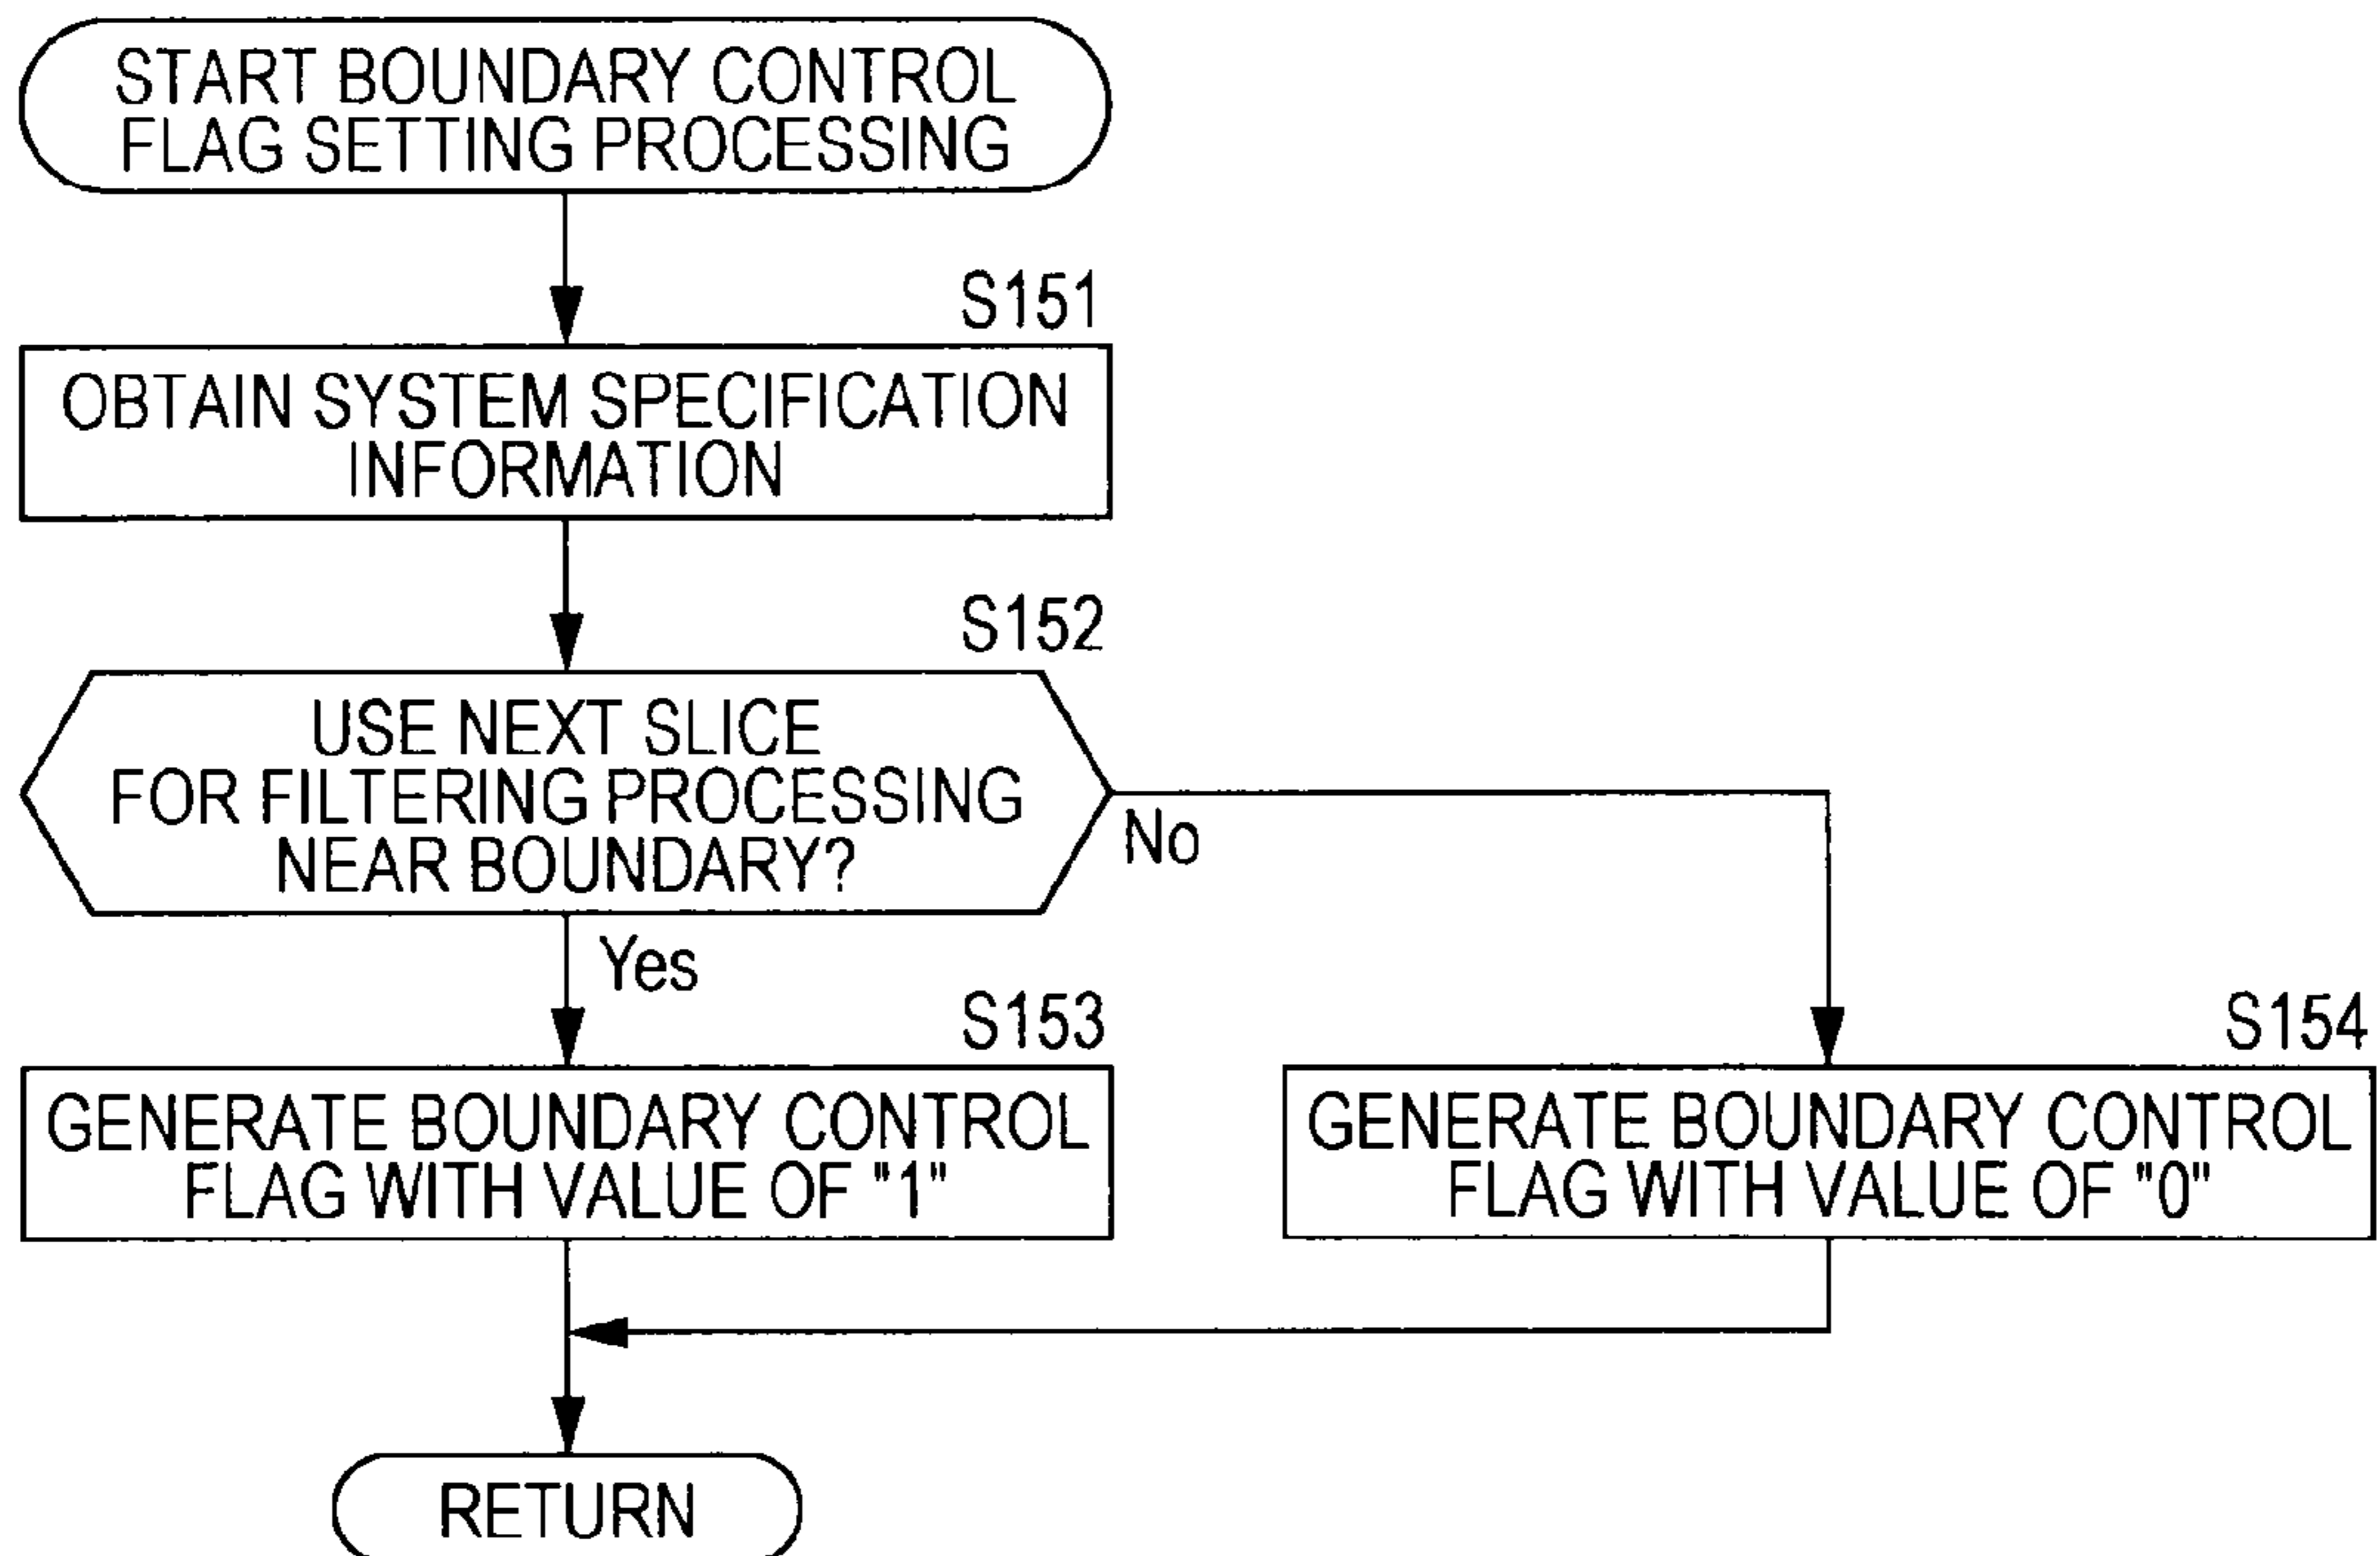 START BOUNDARY CONTROL
FLAG SETTING PROCESSING
S151
OBTAIN SYSTEM SPECIFICATION
INFORMATION
S152
USE NEXT SLICE
FOR FILTERING PROCESSING
NEAR BOUNDARY?
No
Yes
S153
GENERATE BOUNDARY CONTROL
FLAG WITH VALUE OF "1"
S154
GENERATE BOUNDARY CONTROL
FLAG WITH VALUE OF "0"
RETURN